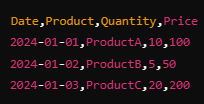 Date,Product,Quantity,Price
2024-01-01,ProductA,10,100
2024-01-02,ProductB,5,50
2024-01-03,ProductC,20,200